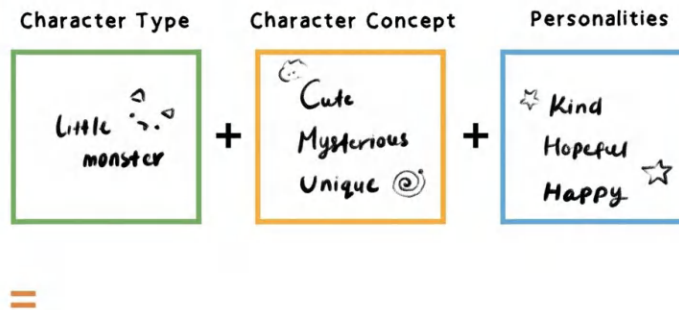 Character Type
Character Concept
Personalities
Little
monster
+
Cute
Mysterious
Unique
+
Kind
Hopeful
Happy
=